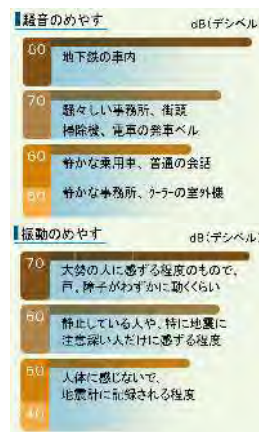 騒音のめやす dB(デシベル)
80
地下鉄の車内
70
騒々しい事務所、街頭
掃除機、電車の発車ベル
60
静かな乗用車、普通の会話
50
静かな事務所、クーラーの室外機
振動のめやす dB(デシベル)
70
大勢の人に感ずる程度のもので、
戸、障子がわずかに動くくらい
60
静止している人や、特に地震に
注意深い人だけに感ずる程度
50
人体に感じないで、
地震計に記録される程度
40